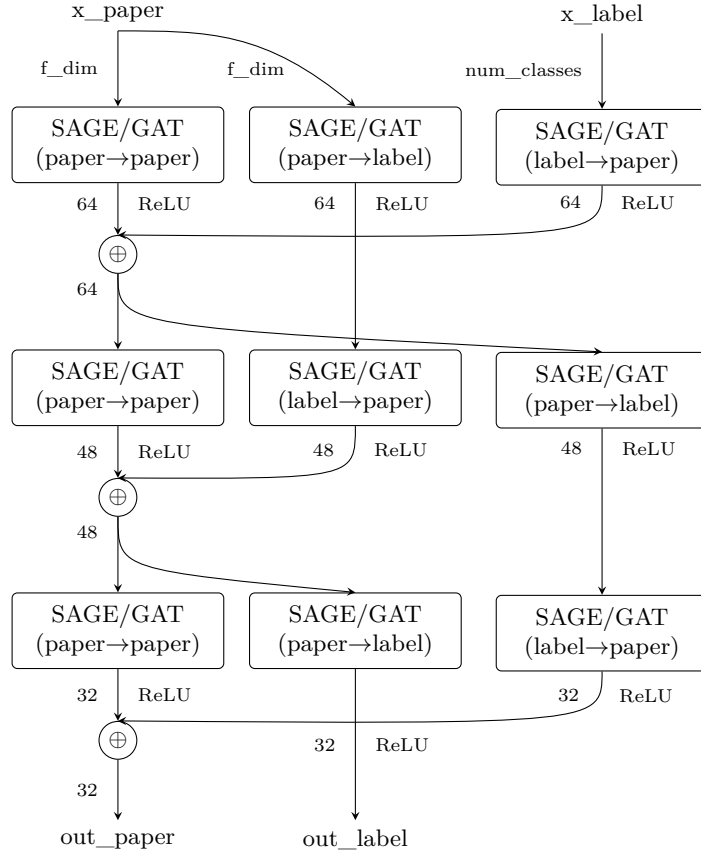 x_paper
x_label
f_dim
f_dim
num_classes
SAGE/GAT
(paper→paper)
SAGE/GAT
(paper→label)
SAGE/GAT
(label→paper)
64 ReLU
64 ReLU
64 ReLU
⊕
64
SAGE/GAT
(paper→paper)
SAGE/GAT
(label→paper)
SAGE/GAT
(paper→label)
48 ReLU
48 ReLU
48 ReLU
⊕
48
SAGE/GAT
(paper→paper)
SAGE/GAT
(paper→label)
SAGE/GAT
(label→paper)
32 ReLU
32 ReLU
⊕
32 ReLU
32
out_paper
out_label